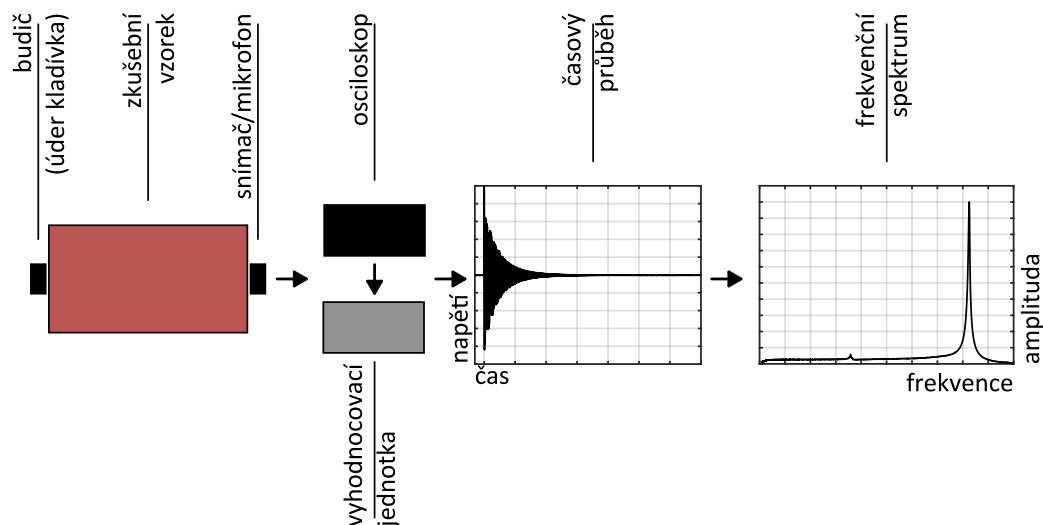 budič
(úder kladívka)
zkušební
vzorek
snímač/mikrofon
osciloskop
časový
průběh
frekvenční
spektrum
napětí
čas
amplituda
frekvence
vyhodnocovací
jednotka